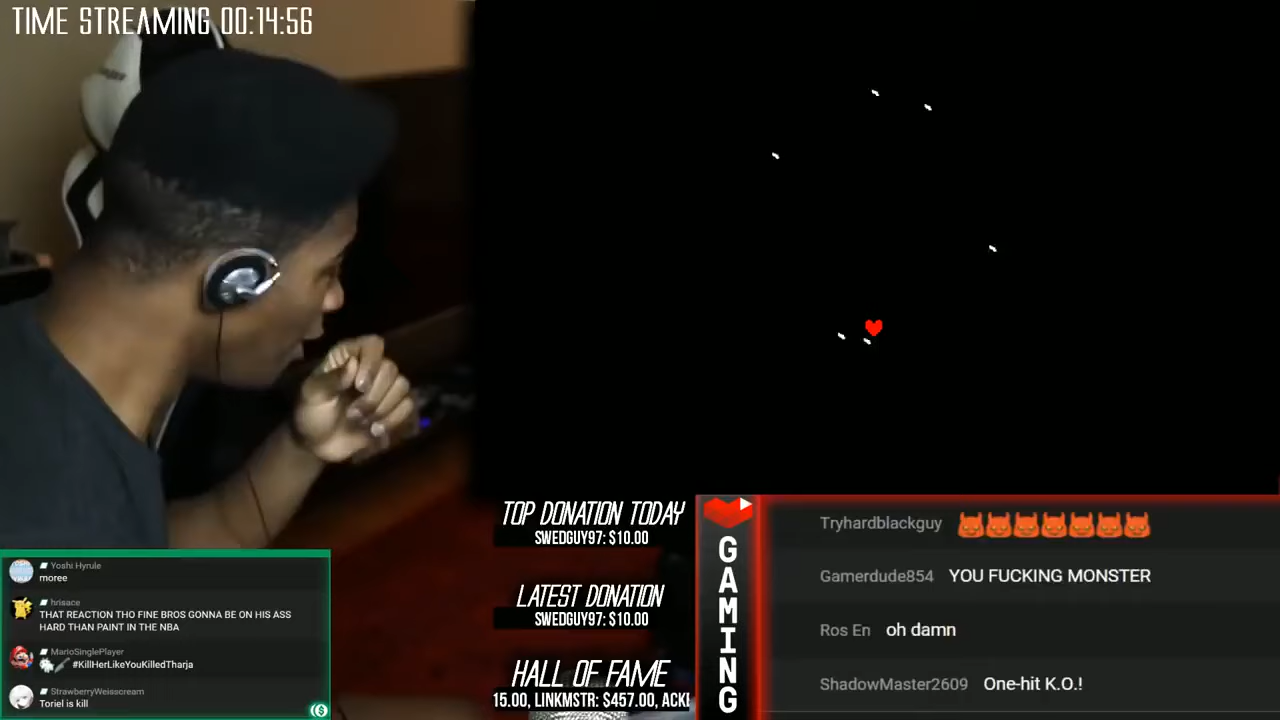 TIME STREAMING 00:14:56
Yoshi Hyrule
moree
hrisace
THAT REACTION THO FINE BROS GONNA BE ON HIS ASS
HARD THAN PAINT IN THE NBA
MarioSinglePlayer
#KillHerLikeYouKilledTharja
StrawberryWeisscream
Toriel is kill
TOP DONATION TODAY
SWEDGUY97: $10.00
LATEST DONATION
SWEDGUY97: $10.00
HALL OF FAME
15.00, LINKMSTR: $457.00, ACKI
GAMING
Tryhardblackguy
Gamerdude854 YOU FUCKING MONSTER
Ros En oh damn
ShadowMaster2609 One-hit K.O.!